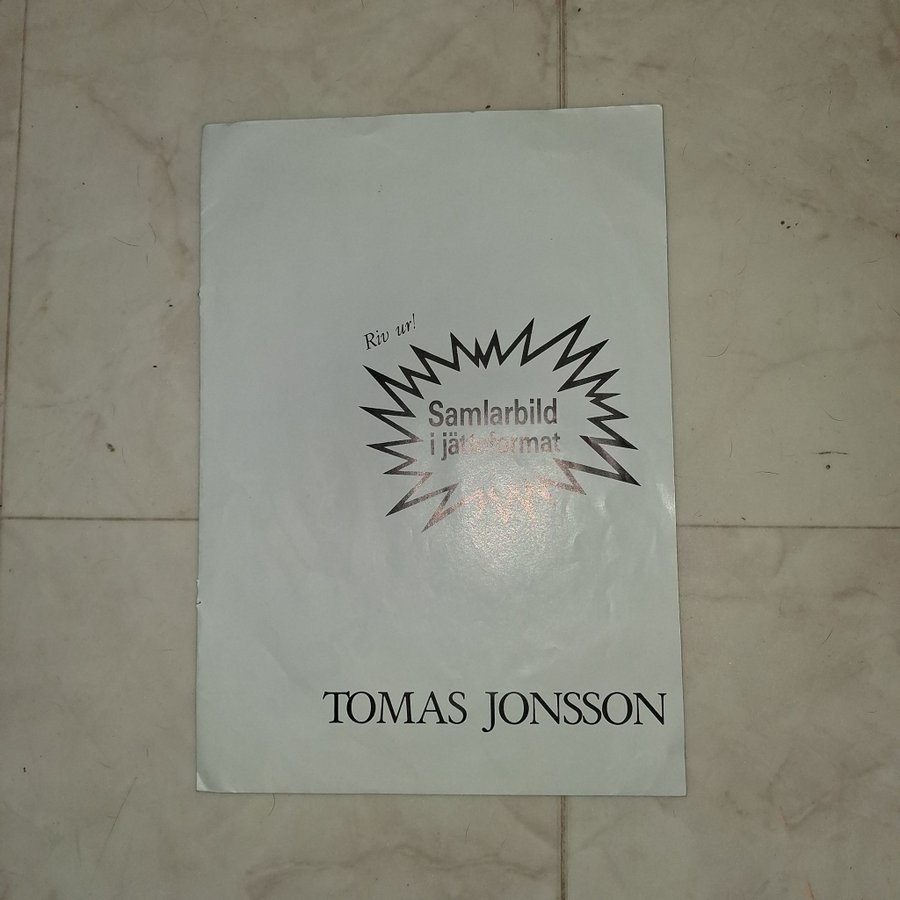 Riv ur!
Samlarbild
i jätteformat
TOMAS JONSSON